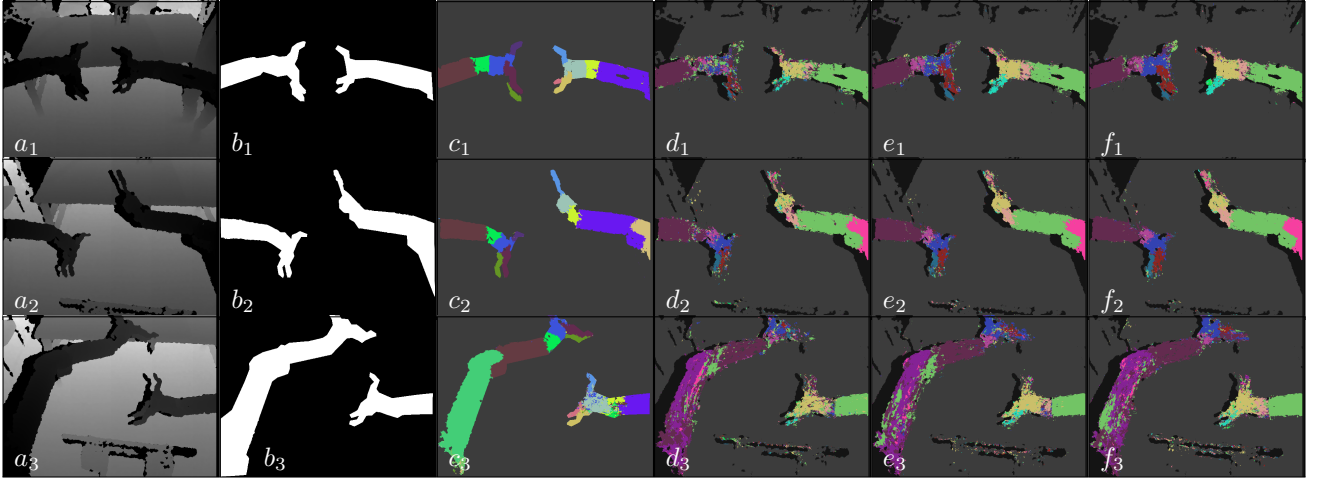 a₁ b₁ c₁ d₁ e₁ f₁
a₂ b₂ c₂ d₂ e₂ f₂
a₃ b₃ c₃ d₃ e₃ f₃